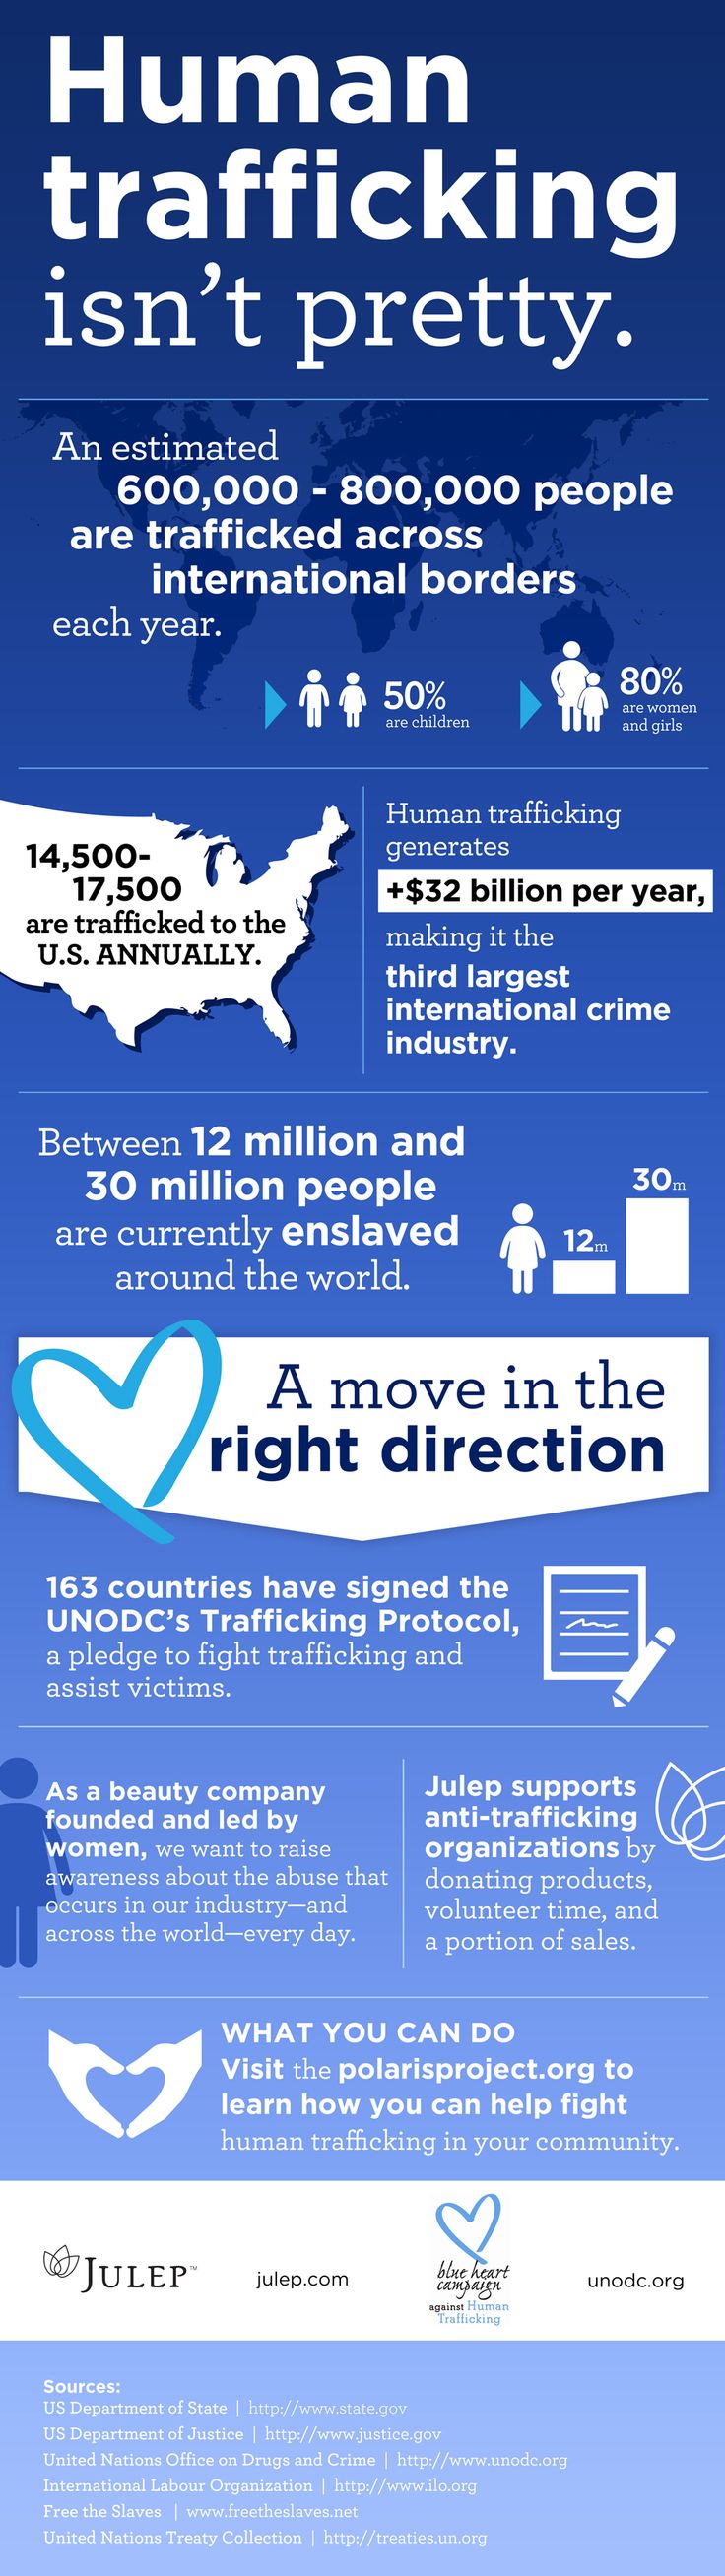 Human
trafficking
isn't pretty.
An estimated
600,000 - 800,000 people
are trafficked across
international borders
each year.
50%
are children
80%
are women
and girls
14,500-
17,500
are trafficked to the
U.S. ANNUALLY.
Human trafficking
generates
+$32 billion per year,
making it the
third largest
international crime
industry.
Between 12 million and
30 million people
are currently enslaved
around the world.
12m
30m
A move in the
right direction
163 countries have signed the
UNODC's Trafficking Protocol,
a pledge to fight trafficking and
assist victims.
As a beauty company
founded and led by
women, we want to raise
awareness about the abuse that
occurs in our industry—and
across the world—every day.
Julep supports
anti-trafficking
organizations by
donating products,
volunteer time, and
a portion of sales.
WHAT YOU CAN DO
Visit the polarisproject.org to
learn how you can help fight
human trafficking in your community.
JULEP™
julep.com
blue heart
campaign
against Human
Trafficking
unodc.org
Sources:
US Department of State | http://www.state.gov
US Department of Justice | http://www.justice.gov
United Nations Office on Drugs and Crime | http://www.unodc.org
International Labour Organization | http://www.ilo.org
Free the Slaves | www.freetheslaves.net
United Nations Treaty Collection | http://treaties.un.org